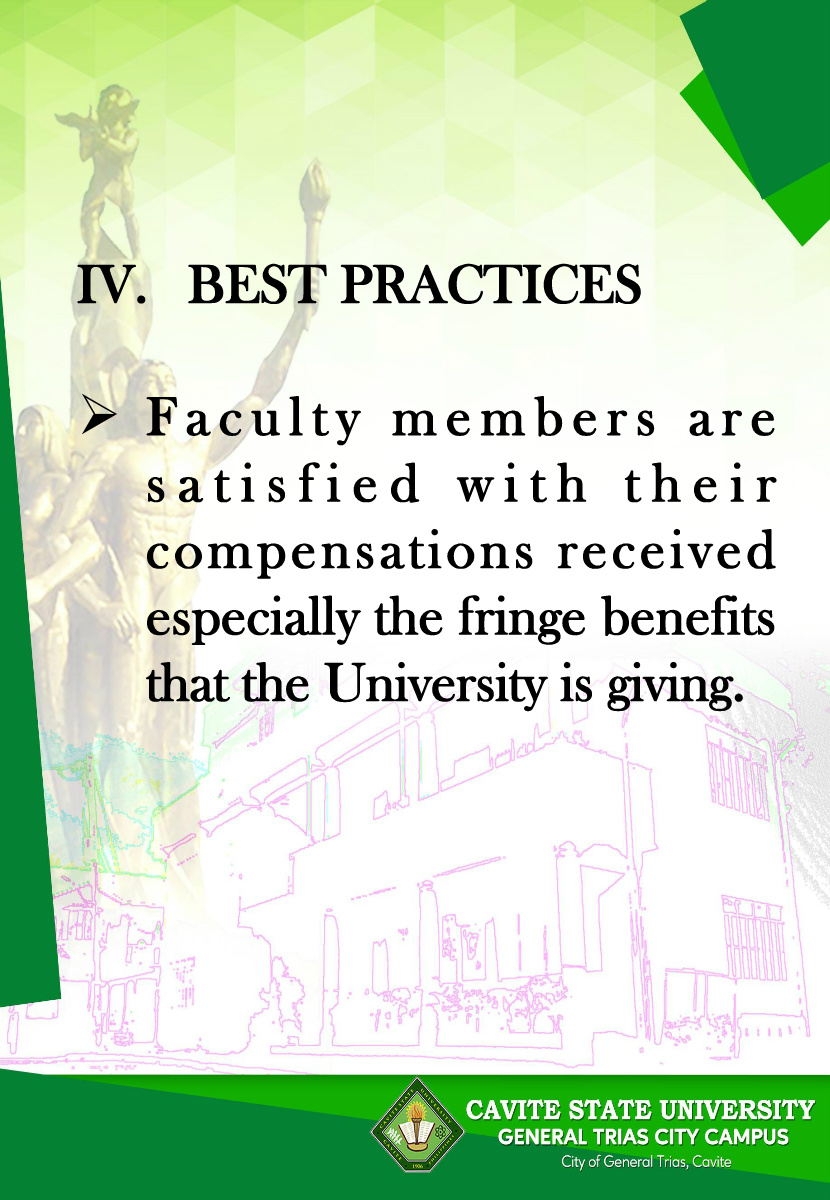 IV. BEST PRACTICES
➢ Faculty members are
satisfied with their
compensations received
especially the fringe benefits
that the University is giving.
CAVITE STATE UNIVERSITY
GENERAL TRIAS CITY CAMPUS
City of General Trias, Cavite
1906